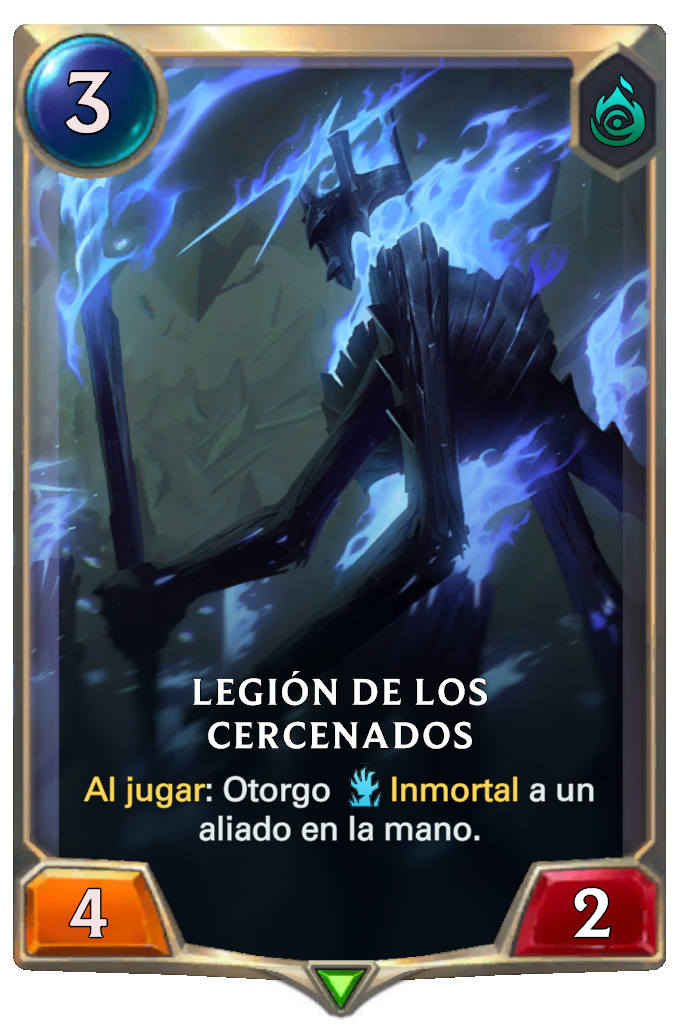 3
LEGIÓN DE LOS
CERCENADOS
Al jugar: Otorgo Inmortal a un
aliado en la mano.
4
2